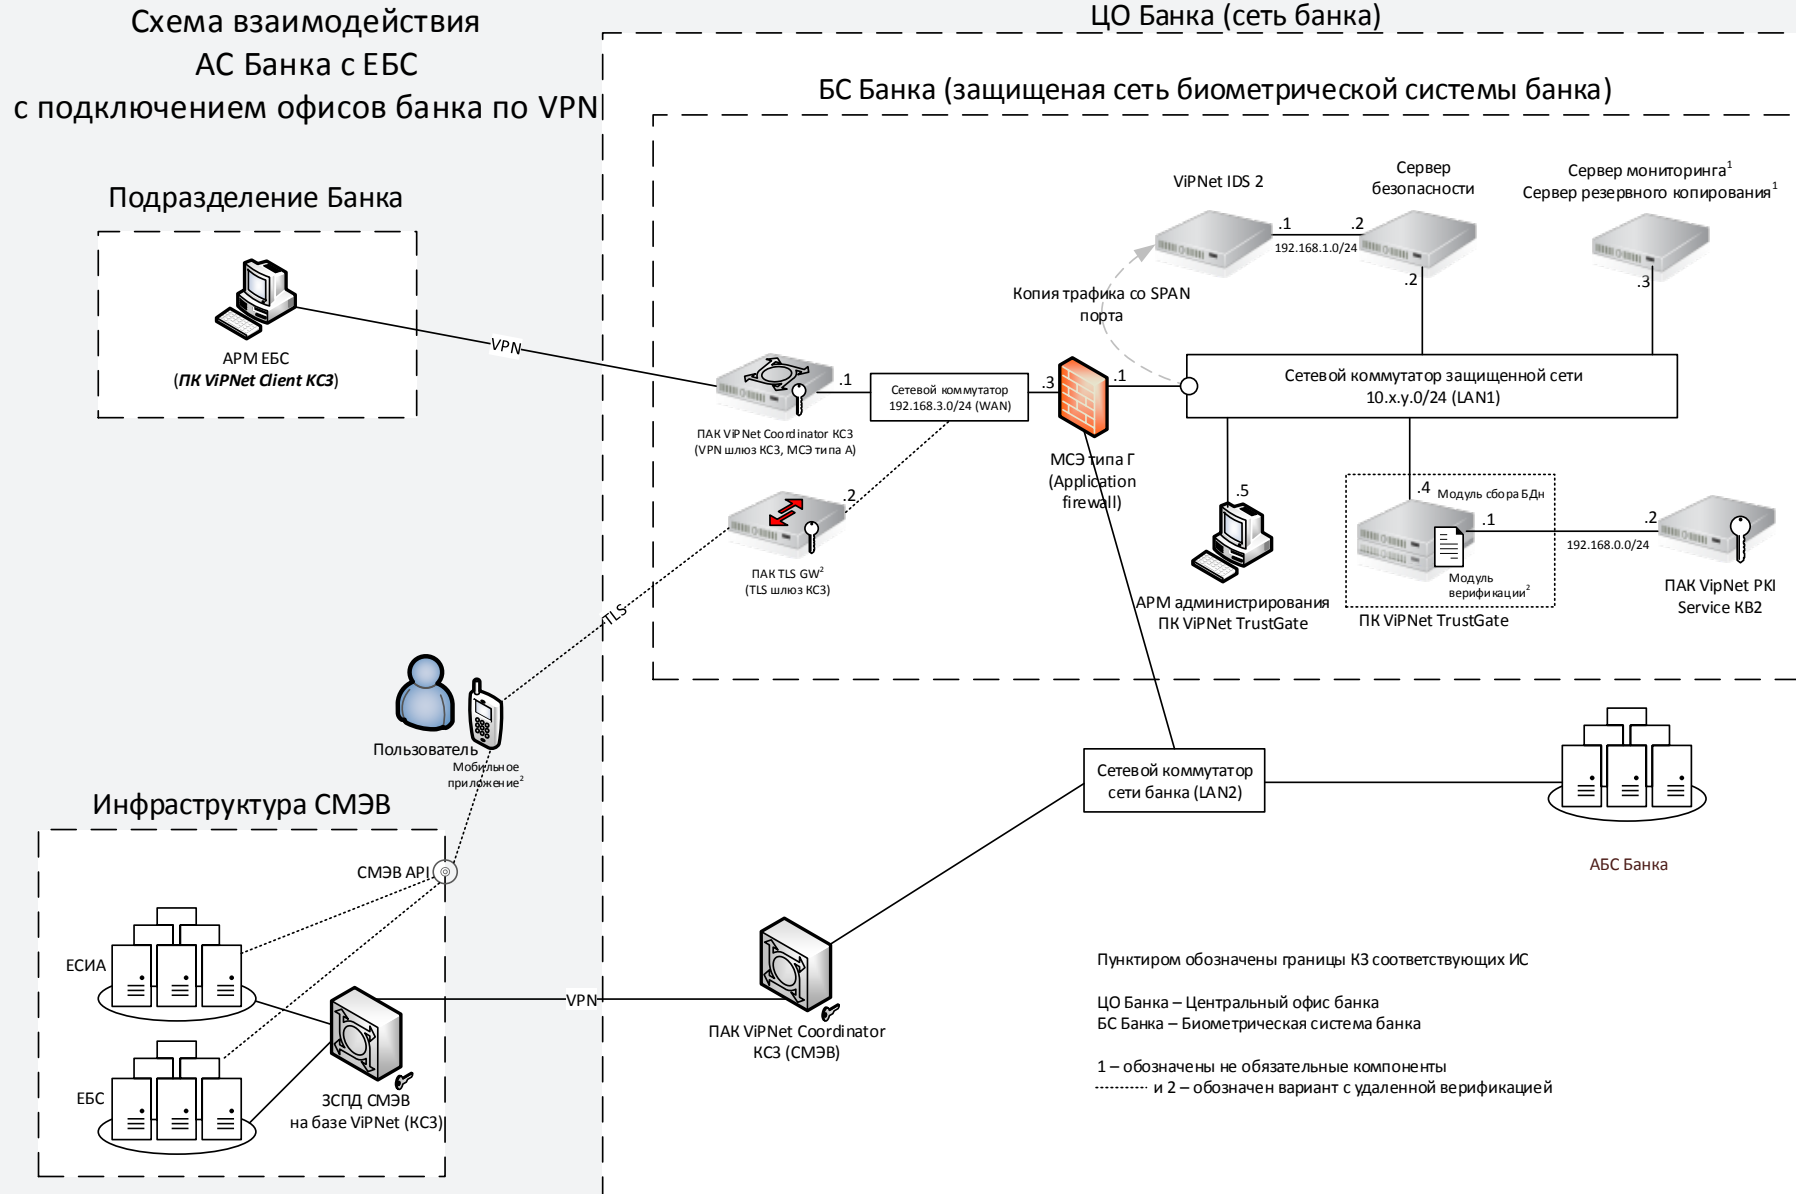 Схема взаимодействия
АС Банка с ЕБС
с подключением офисов банка по VPN
ЦО Банка (сеть банка)
БС Банка (защищеная сеть биометрической системы банка)
Подразделение Банка
АРМ ЕБС
(ПК ViPNet Client КС3)
VPN
ViPNet IDS 2
Сервер
безопасности
Сервер мониторинга¹
Сервер резервного копирования¹
.1
.2
192.168.1.0/24
.2
.3
Копия трафика со SPAN
порта
.1
Сетевой коммутатор
192.168.3.0/24 (WAN)
.3
.1
Сетевой коммутатор защищенной сети
10.x.y.0/24 (LAN1)
ПАК ViPNet Coordinator КС3
(VPN шлюз КС3, МСЭ типа А)
МСЭ типа Г
(Application
firewall)
.2
ПАК TLS GW²
(TLS шлюз КС3)
TLS
.5
АРМ администрирования
ПК ViPNet TrustGate
.4
Модуль сбора БДн
.1
Модуль
верификации²
ПК ViPNet TrustGate
.2
192.168.0.0/24
ПАК VipNet PKI
Service КВ2
Пользователь
Мобильное
приложение²
Сетевой коммутатор
сети банка (LAN2)
АБС Банка
Инфраструктура СМЭВ
СМЭВ API
ЕСИА
ЕБС
ЗСПД СМЭВ
на базе ViPNet (КС3)
VPN
ПАК ViPNet Coordinator
КС3 (СМЭВ)
Пунктиром обозначены границы КЗ соответствующих ИС
ЦО Банка – Центральный офис банка
БС Банка – Биометрическая система банка
1 – обозначены не обязательные компоненты
и 2 – обозначен вариант с удаленной верификацией